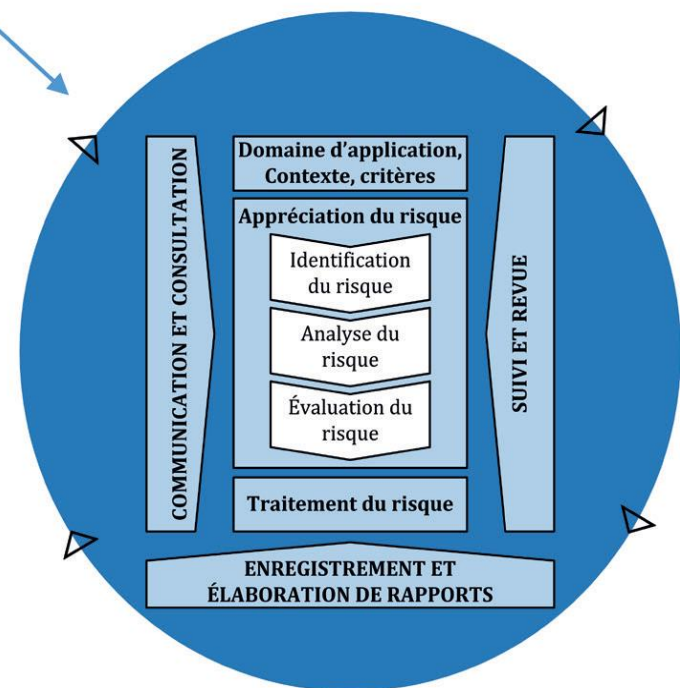 Domaine d'application,
Contexte, critères
Appréciation du risque
Identification
du risque
Analyse du
risque
Évaluation du
risque
Traitement du risque
COMMUNICATION ET CONSULTATION
SUIVI ET REVUE
ENREGISTREMENT ET
ÉLABORATION DE RAPPORTS